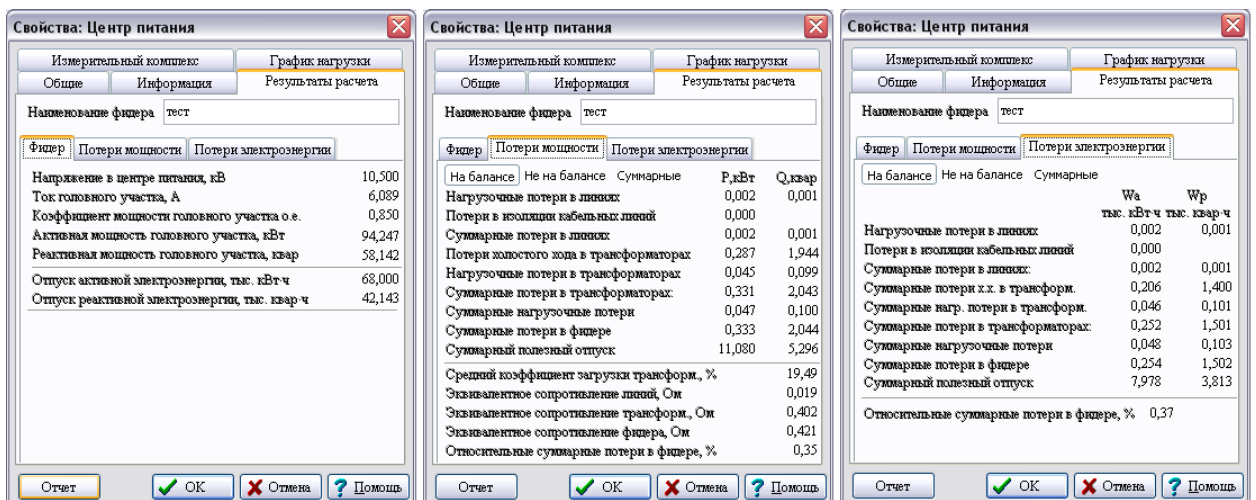 Свойства: Центр питания
Измерительный комплекс График нагрузки
Общие Информация Результаты расчета
Наименование фидера тест
Фидер Потери мощности Потери электроэнергии
Напряжение в центре питания, кВ 10,500
Ток головного участка, А 6,089
Коэффициент мощности головного участка о.е. 0,850
Активная мощность головного участка, кВт 94,247
Реактивная мощность головного участка, квар 58,142
Отпуск активной электроэнергии, тыс. кВт·ч 68,000
Отпуск реактивной электроэнергии, тыс. квар·ч 42,143
Отчет OK Отмена Помощь
Свойства: Центр питания
Измерительный комплекс График нагрузки
Общие Информация Результаты расчета
Наименование фидера тест
Фидер Потери мощности Потери электроэнергии
На балансе Не на балансе Суммарные P,кВт Q,квар
Нагрузочные потери в линиях 0,002 0,001
Потери в изоляции кабельных линий 0,000
Суммарные потери в линиях 0,002 0,001
Потери холостого хода в трансформаторах 0,287 1,944
Нагрузочные потери в трансформаторах 0,045 0,099
Суммарные потери в трансформаторах: 0,331 2,043
Суммарные нагрузочные потери 0,047 0,100
Суммарные потери в фидере 0,333 2,044
Суммарный полезный отпуск 11,080 5,296
Средний коэффициент загрузки трансформ., % 19,49
Эквивалентное сопротивление линий, Ом 0,019
Эквивалентное сопротивление трансформ., Ом 0,402
Эквивалентное сопротивление фидера, Ом 0,421
Относительные суммарные потери в фидере, % 0,35
Отчет OK Отмена Помощь
Свойства: Центр питания
Измерительный комплекс График нагрузки
Общие Информация Результаты расчета
Наименование фидера тест
Фидер Потери мощности Потери электроэнергии
На балансе Не на балансе Суммарные
Wa Wp
тыс. кВт·ч тыс. квар·ч
Нагрузочные потери в линиях 0,002 0,001
Потери в изоляции кабельных линий 0,000
Суммарные потери в линиях: 0,002 0,001
Суммарные потери х.х. в трансформ. 0,206 1,400
Суммарные нагр. потери в трансформ. 0,046 0,101
Суммарные потери в трансформаторах: 0,252 1,501
Суммарные нагрузочные потери 0,048 0,103
Суммарные потери в фидере 0,254 1,502
Суммарный полезный отпуск 7,978 3,813
Относительные суммарные потери в фидере, % 0,37
Отчет OK Отмена Помощь